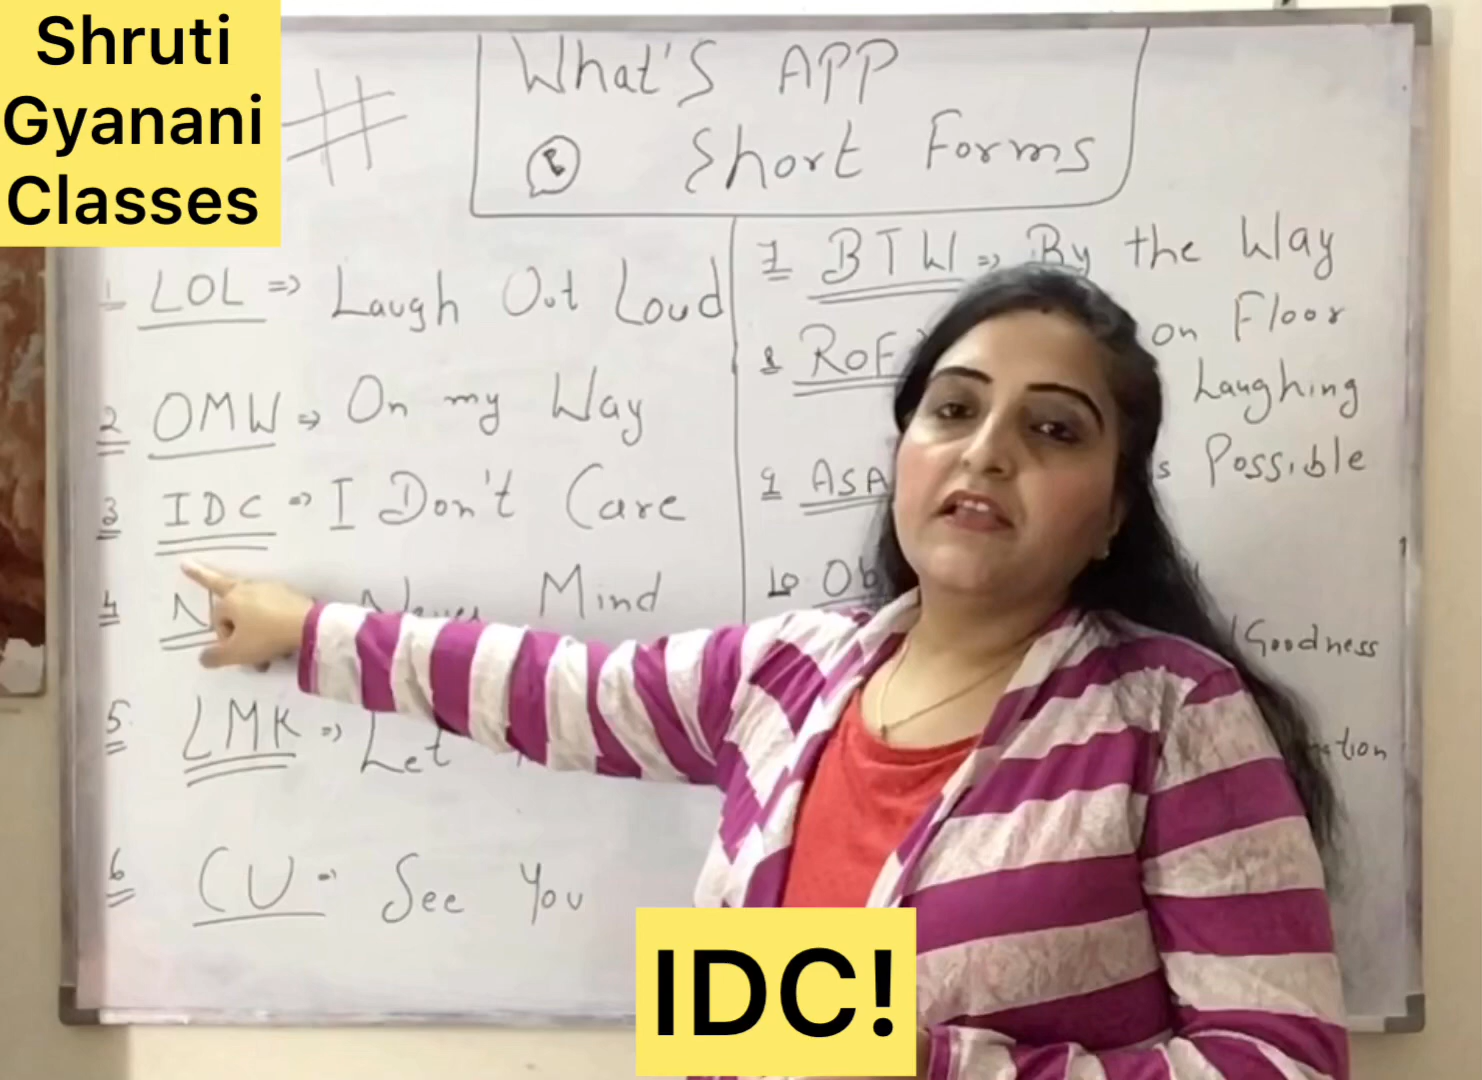 Shruti
Gyanani
Classes
#
What's APP
Short Forms
1 LOL => Laugh Out Loud
2 OMW => On my Way
3 IDC => I Don't Care
4 N Never Mind
5 LMK => Let
6 CU => See You
7 BTW => By the Way
8 ROF on Floor
Laughing
9 ASA s Possible
10 Ob
Goodness
IDC!